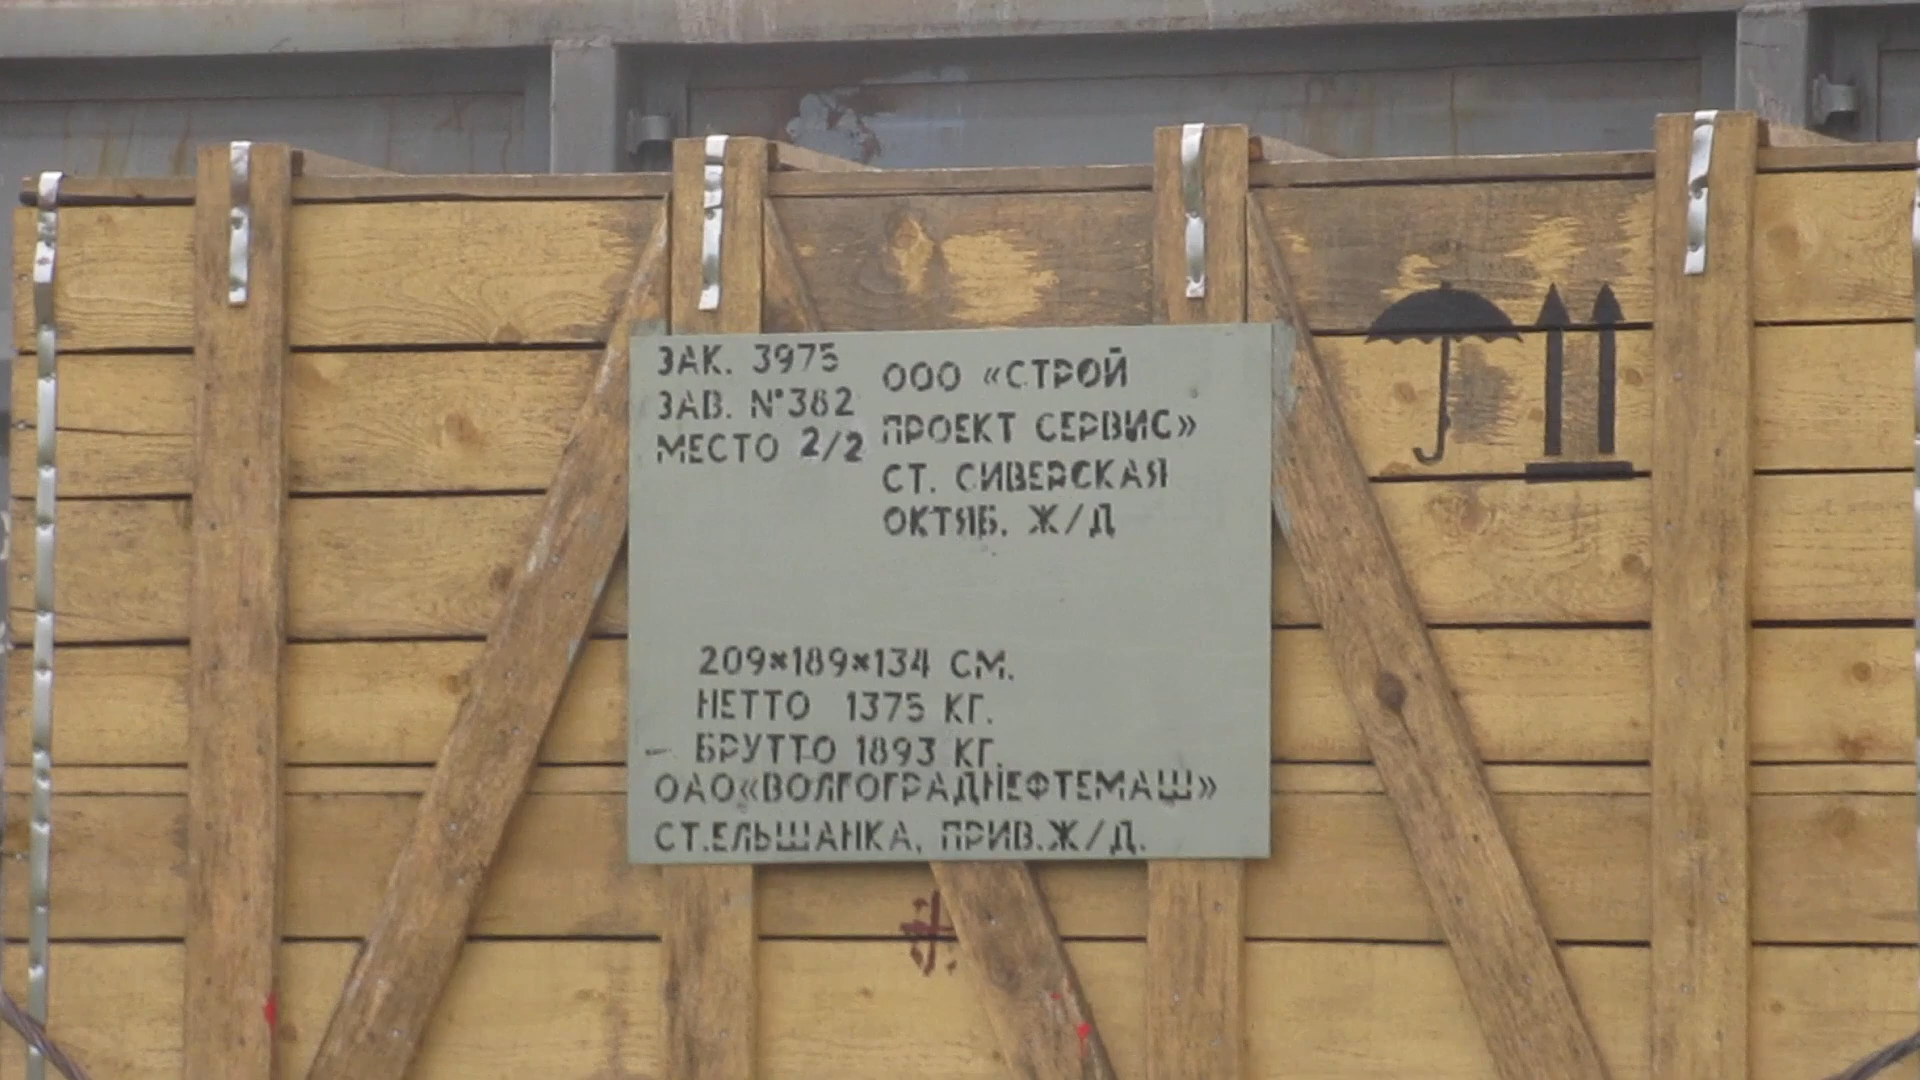 ЗАК. 3975
ЗАВ. N°382
МЕСТО 2/2
ООО «СТРОЙ
ПРОЕКТ СЕРВИС»
СТ. СИВЕРСКАЯ
ОКТЯБ. Ж/Д
209×189×134 СМ.
НЕТТО 1375 КГ.
– БРУТТО 1893 КГ.
ОАО«ВОЛГОГРАДНЕФТЕМАШ»
СТ.ЕЛЬШАНКА, ПРИВ.Ж/Д.